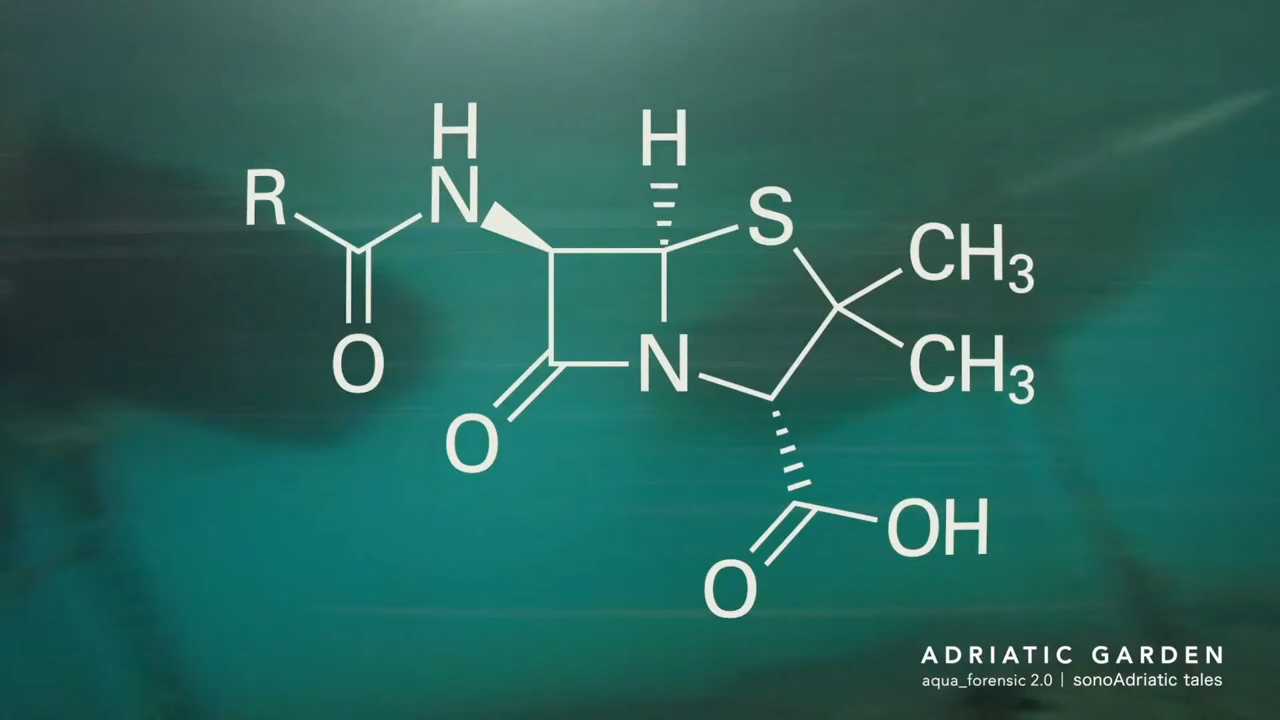 H
H
R
N
S
CH₃
O
N
CH₃
O
OH
O
ADRIATIC GARDEN
aqua_forensic 2.0 | sonoAdriatic tales